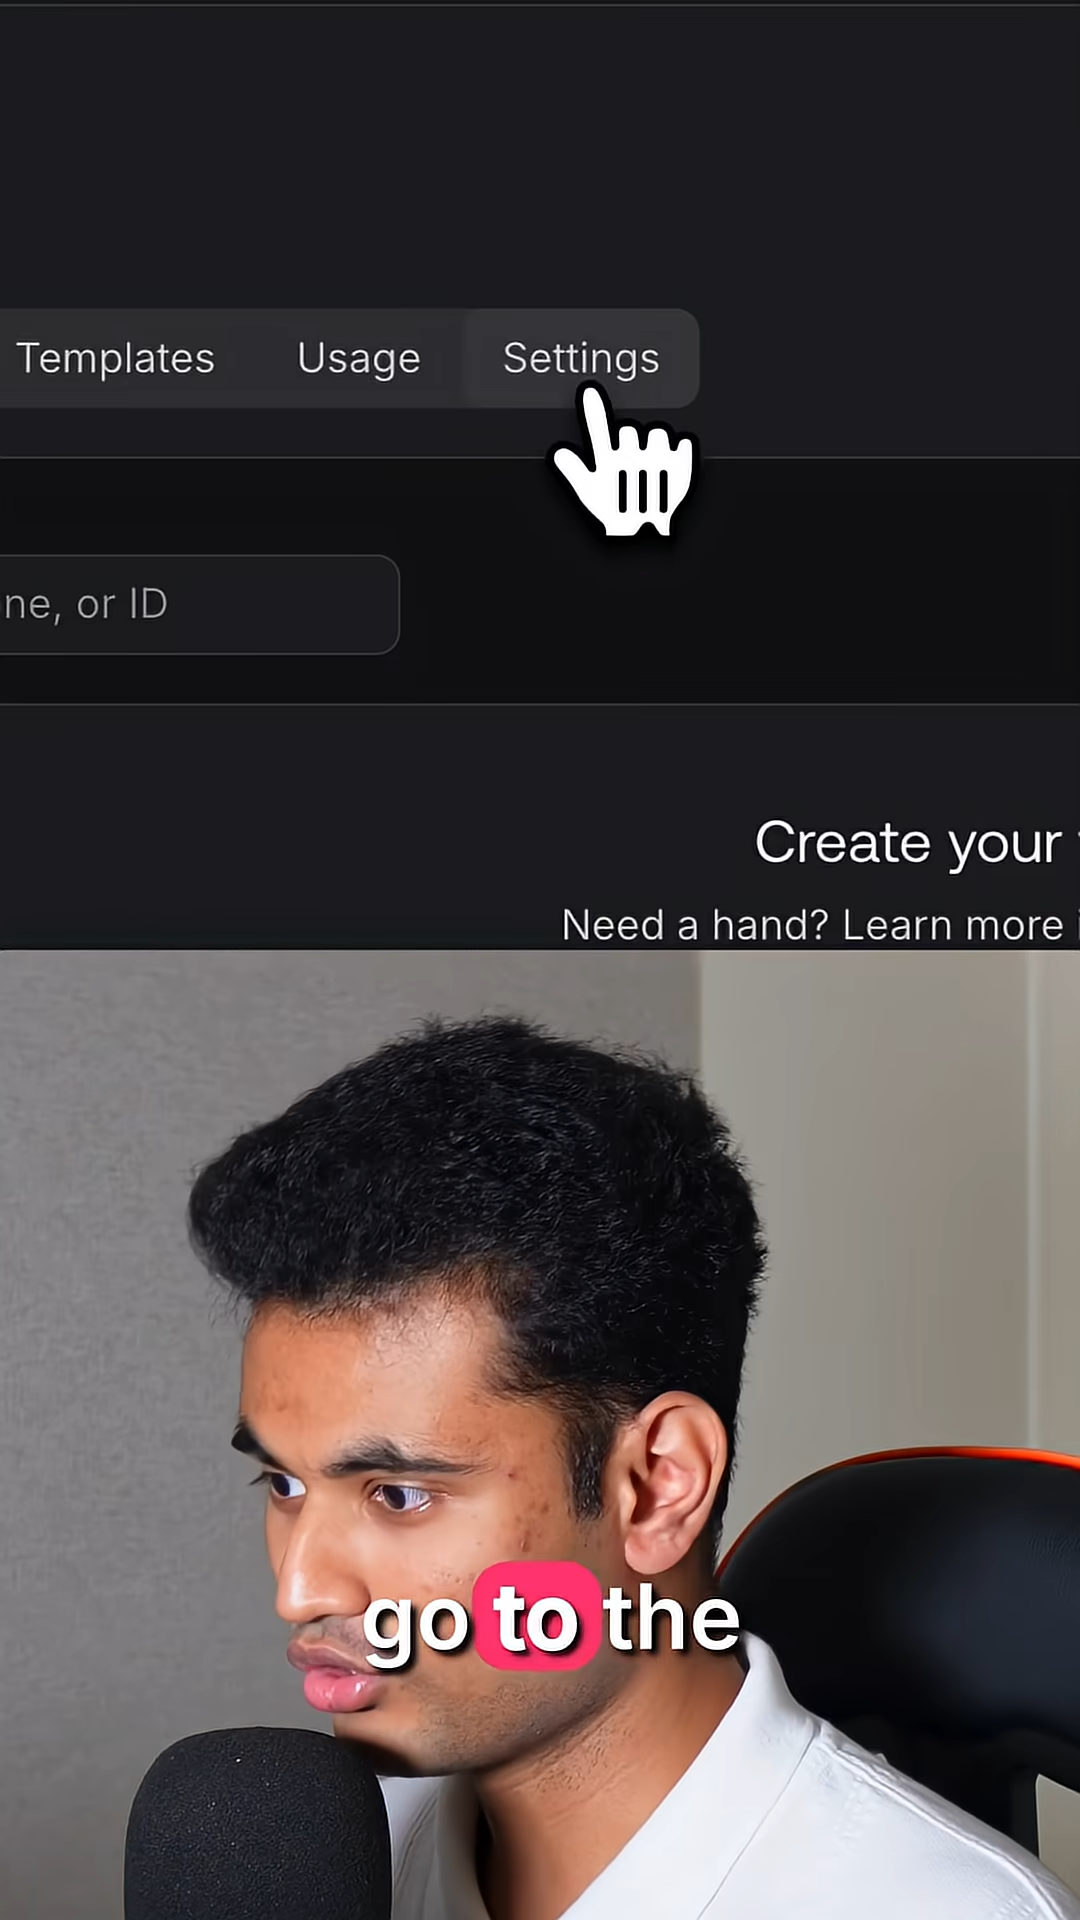 Templates Usage Settings
ne, or ID
Create your
Need a hand? Learn more
go to the